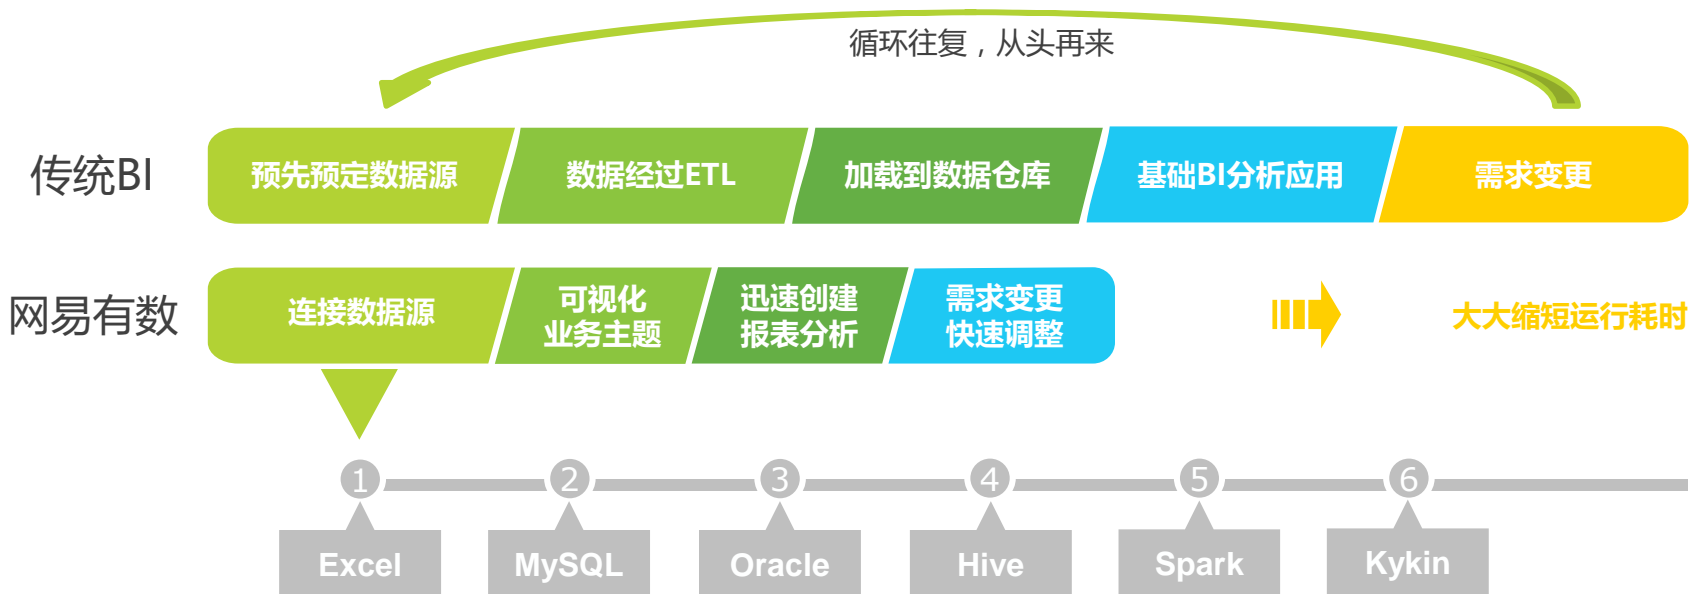 循环往复，从头再来
传统BI
预先预定数据源
数据经过ETL
加载到数据仓库
基础BI分析应用
需求变更
网易有数
连接数据源
可视化
业务主题
迅速创建
报表分析
需求变更
快速调整
大大缩短运行耗时
1
2
3
4
5
6
Excel
MySQL
Oracle
Hive
Spark
Kykin